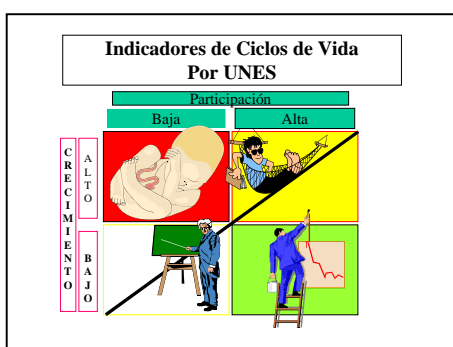 Indicadores de Ciclos de Vida
Por UNES
Participación
Baja
Alta
CRECIMIENTO
ALTO
BAJO